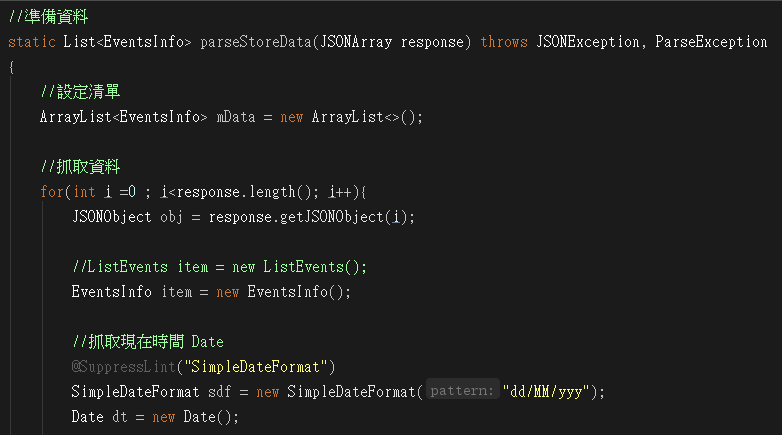 //準備資料
static List<EventsInfo> parseStoreData(JSONArray response) throws JSONException, ParseException
{
//設定清單
ArrayList<EventsInfo> mData = new ArrayList<>();
//抓取資料
for(int i =0 ; i<response.length(); i++){
JSONObject obj = response.getJSONObject(i);
//ListEvents item = new ListEvents();
EventsInfo item = new EventsInfo();
//抓取現在時間 Date
@SuppressLint("SimpleDateFormat")
SimpleDateFormat sdf = new SimpleDateFormat( pattern: "dd/MM/yyy");
Date dt = new Date();